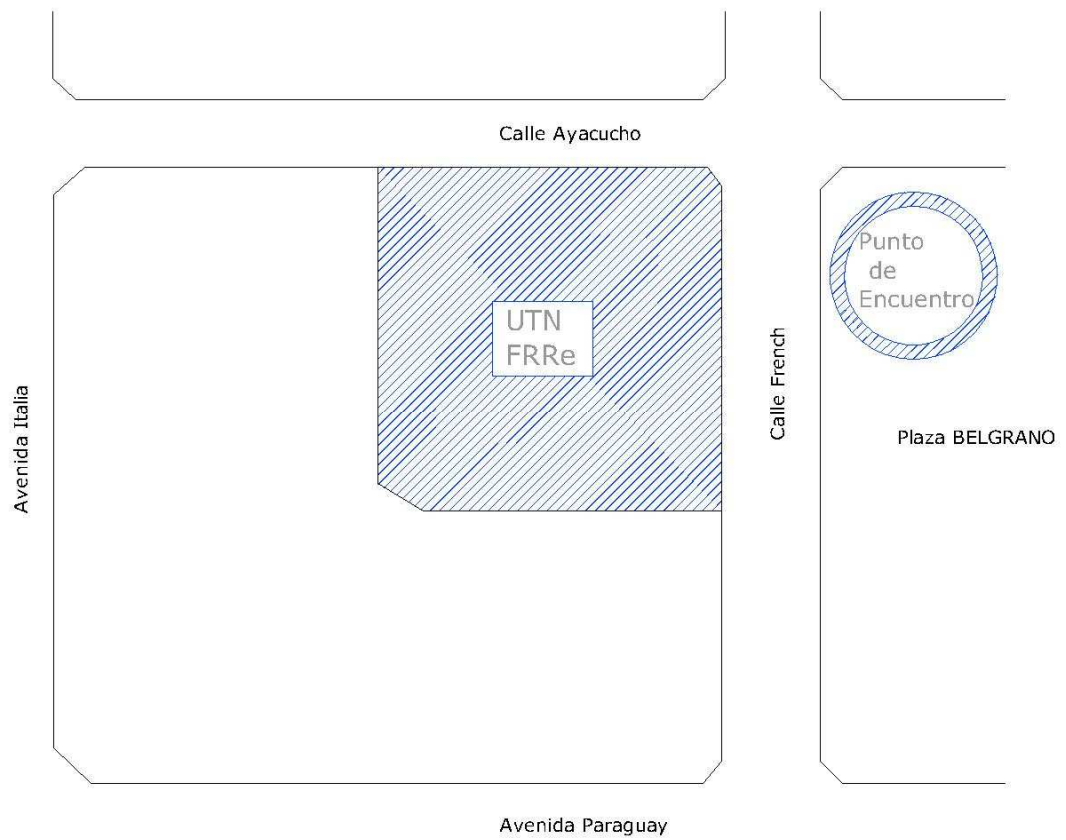 Calle Ayacucho
Punto
de
Encuentro
UTN
FRRe
Calle French
Avenida Italia
Plaza BELGRANO
Avenida Paraguay